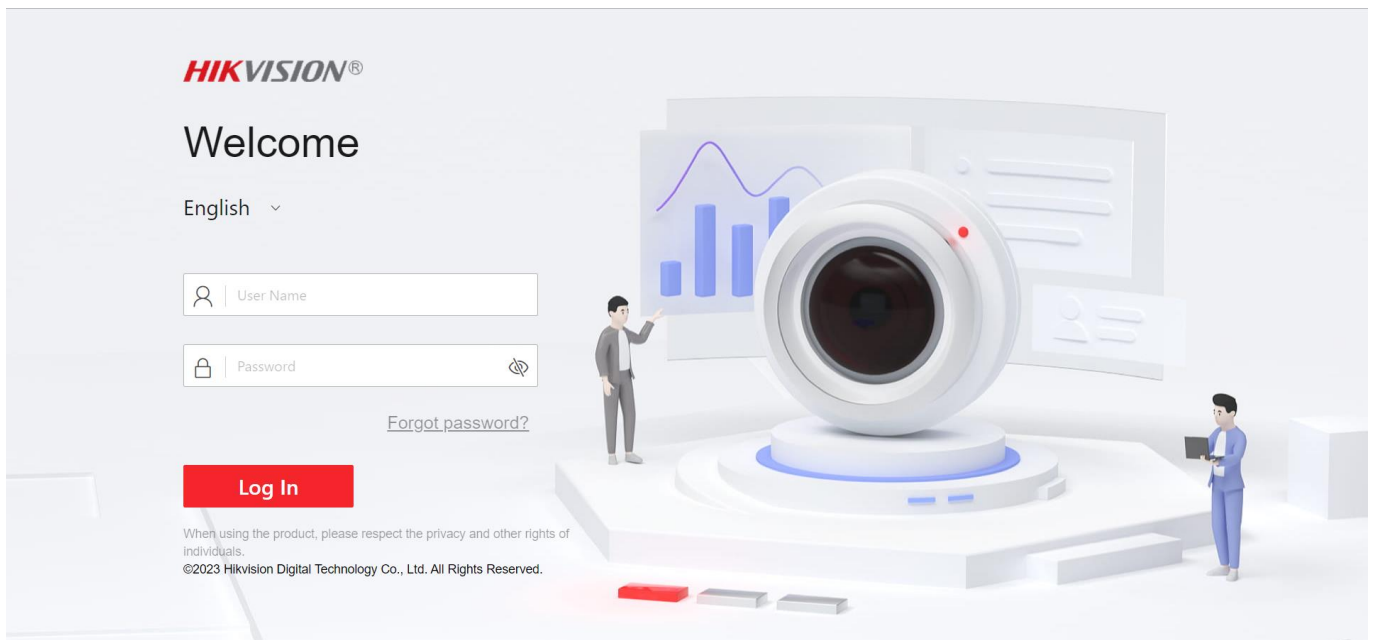 HIKVISION®
Welcome
English
User Name
Password
Forgot password?
Log In
When using the product, please respect the privacy and other rights of
individuals.
©2023 Hikvision Digital Technology Co., Ltd. All Rights Reserved.